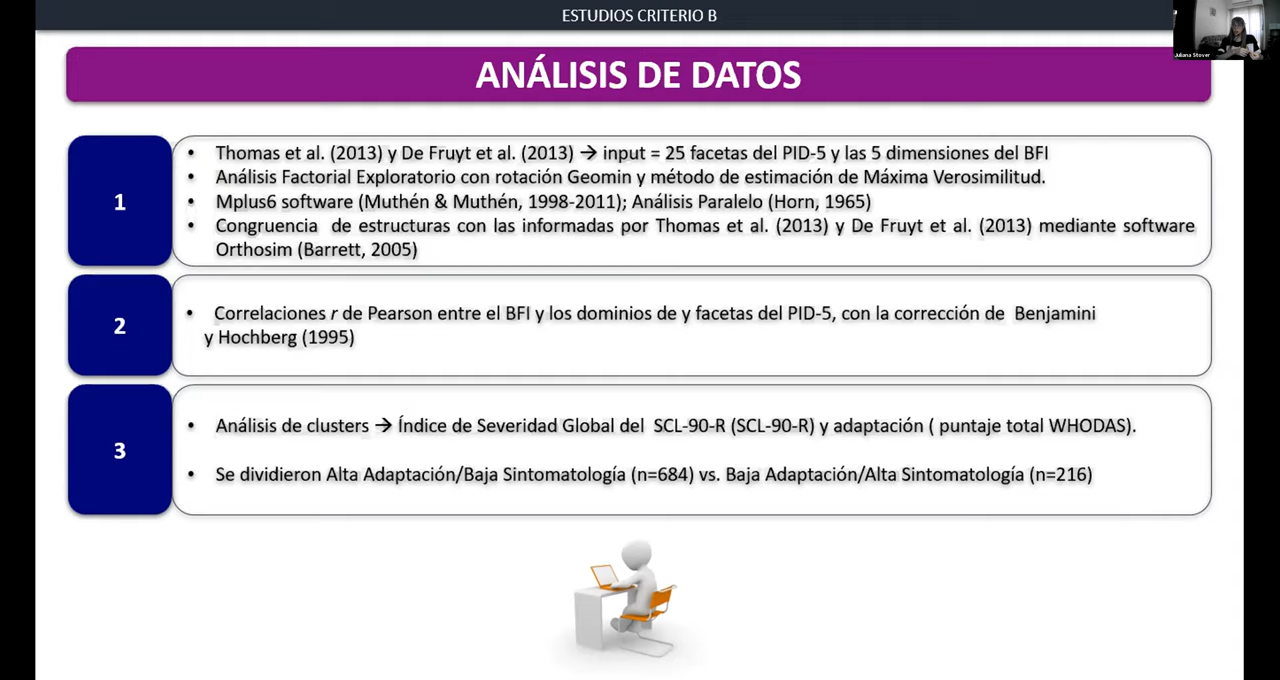 ESTUDIOS CRITERIO B
Juliana Stover
ANÁLISIS DE DATOS
1
• Thomas et al. (2013) y De Fruyt et al. (2013) → input = 25 facetas del PID-5 y las 5 dimensiones del BFI
• Análisis Factorial Exploratorio con rotación Geomin y método de estimación de Máxima Verosimilitud.
• Mplus6 software (Muthén & Muthén, 1998-2011); Análisis Paralelo (Horn, 1965)
• Congruencia de estructuras con las informadas por Thomas et al. (2013) y De Fruyt et al. (2013) mediante software
Orthosim (Barrett, 2005)
2
• Correlaciones r de Pearson entre el BFI y los dominios de y facetas del PID-5, con la corrección de Benjamini
y Hochberg (1995)
3
• Análisis de clusters → Índice de Severidad Global del SCL-90-R (SCL-90-R) y adaptación ( puntaje total WHODAS).
• Se dividieron Alta Adaptación/Baja Sintomatología (n=684) vs. Baja Adaptación/Alta Sintomatología (n=216)